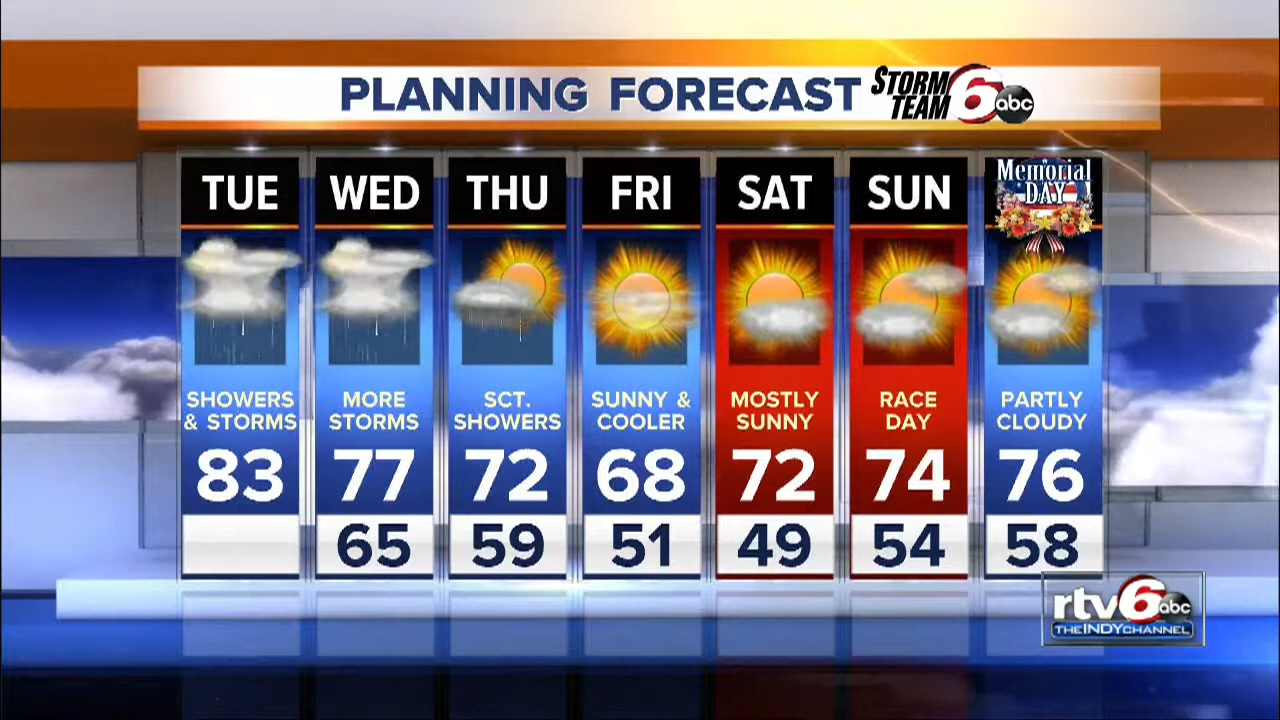 PLANNING FORECAST STORM TEAM 6 abc
TUE WED THU FRI SAT SUN Memorial DAY
SHOWERS & STORMS
MORE STORMS
SCT. SHOWERS
SUNNY & COOLER
MOSTLY SUNNY
RACE DAY
PARTLY CLOUDY
83 77 72 68 72 74 76
65 59 51 49 54 58
rtv6 abc
THE INDY CHANNEL